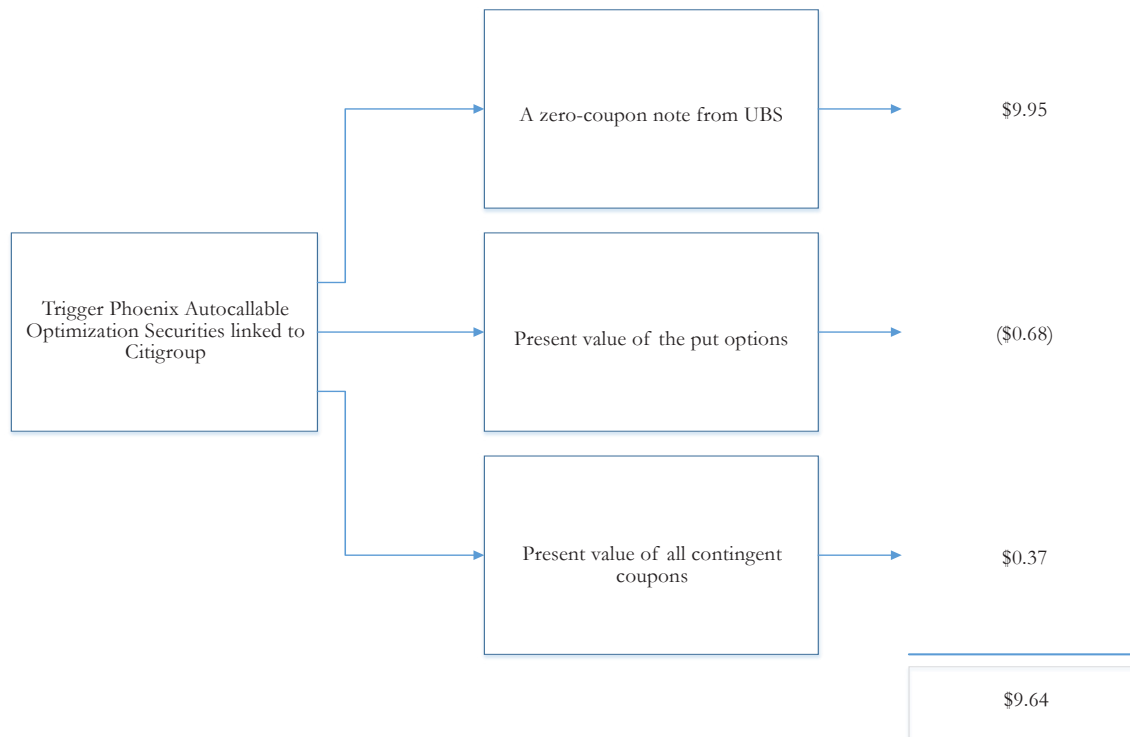 A zero-coupon note from UBS
$9.95
Trigger Phoenix Autocallable
Optimization Securities linked to
Citigroup
Present value of the put options
($0.68)
Present value of all contingent
coupons
$0.37
$9.64